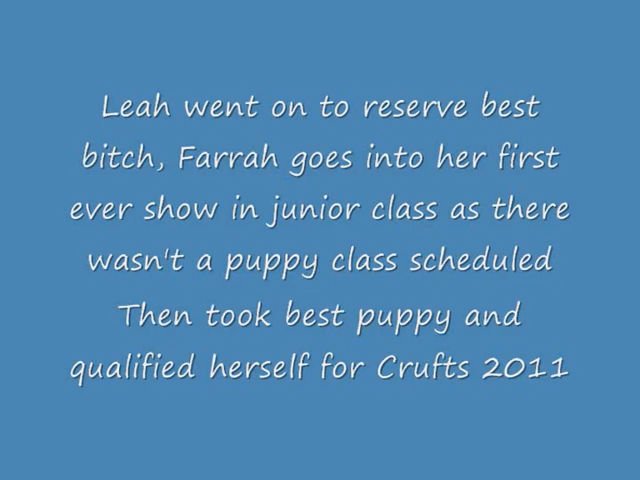 Leah went on to reserve best
bitch, Farrah goes into her first
ever show in junior class as there
wasn't a puppy class scheduled
Then took best puppy and
qualified herself for Crufts 2011